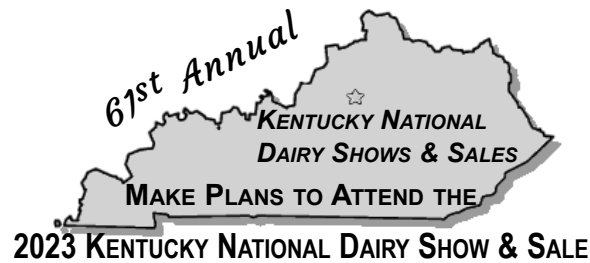 61st Annual
Kentucky National
Dairy Shows & Sales
Make Plans to Attend the
2023 Kentucky National Dairy Show & Sale